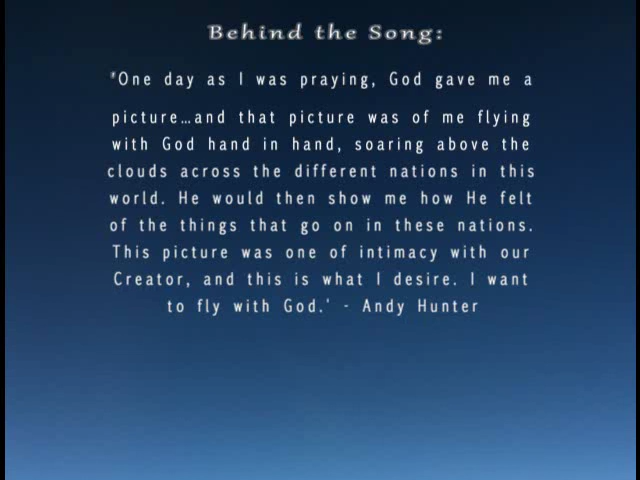 Behind the Song:
"One day as I was praying, God gave me a
picture…and that picture was of me flying
with God hand in hand, soaring above the
clouds across the different nations in this
world. He would then show me how He felt
of the things that go on in these nations.
This picture was one of intimacy with our
Creator, and this is what I desire. I want
to fly with God.' - Andy Hunter